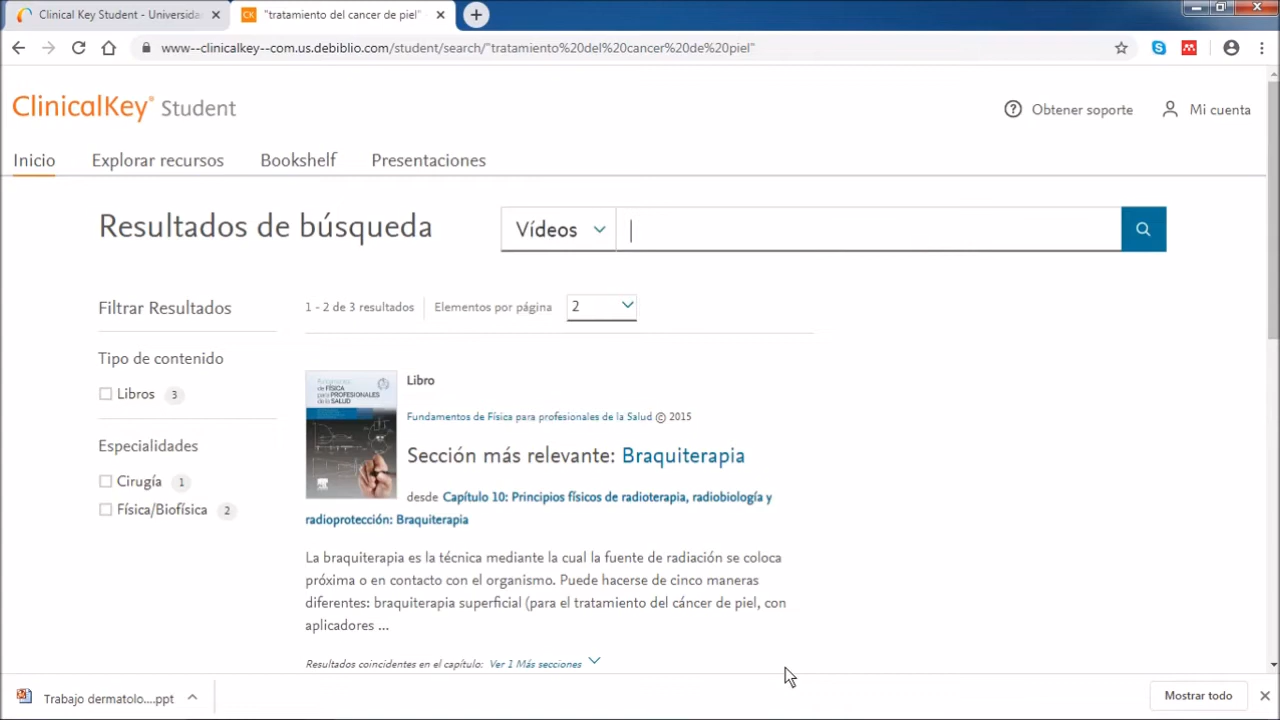 Clinical Key Student - Universida
"tratamiento del cancer de piel"
www--clinicalkey--com.us.debiblio.com/student/search/"tratamiento%20del%20cancer%20de%20piel"
ClinicalKey® Student
Obtener soporte
Mi cuenta
Inicio
Explorar recursos
Bookshelf
Presentaciones
Resultados de búsqueda
Vídeos
Filtrar Resultados
1 - 2 de 3 resultados
Elementos por página
2
Tipo de contenido
Libros 3
Especialidades
Cirugía 1
Física/Biofísica 2
de FÍSICA
para PROFESIONALES
de la SALUD
Libro
Fundamentos de Física para profesionales de la Salud © 2015
Sección más relevante: Braquiterapia
desde Capítulo 10: Principios físicos de radioterapia, radiobiología y
radioprotección: Braquiterapia
La braquiterapia es la técnica mediante la cual la fuente de radiación se coloca
próxima o en contacto con el organismo. Puede hacerse de cinco maneras
diferentes: braquiterapia superficial (para el tratamiento del cáncer de piel, con
aplicadores ...
Resultados coincidentes en el capítulo: Ver 1 Más secciones
Trabajo dermatolo....ppt
Mostrar todo